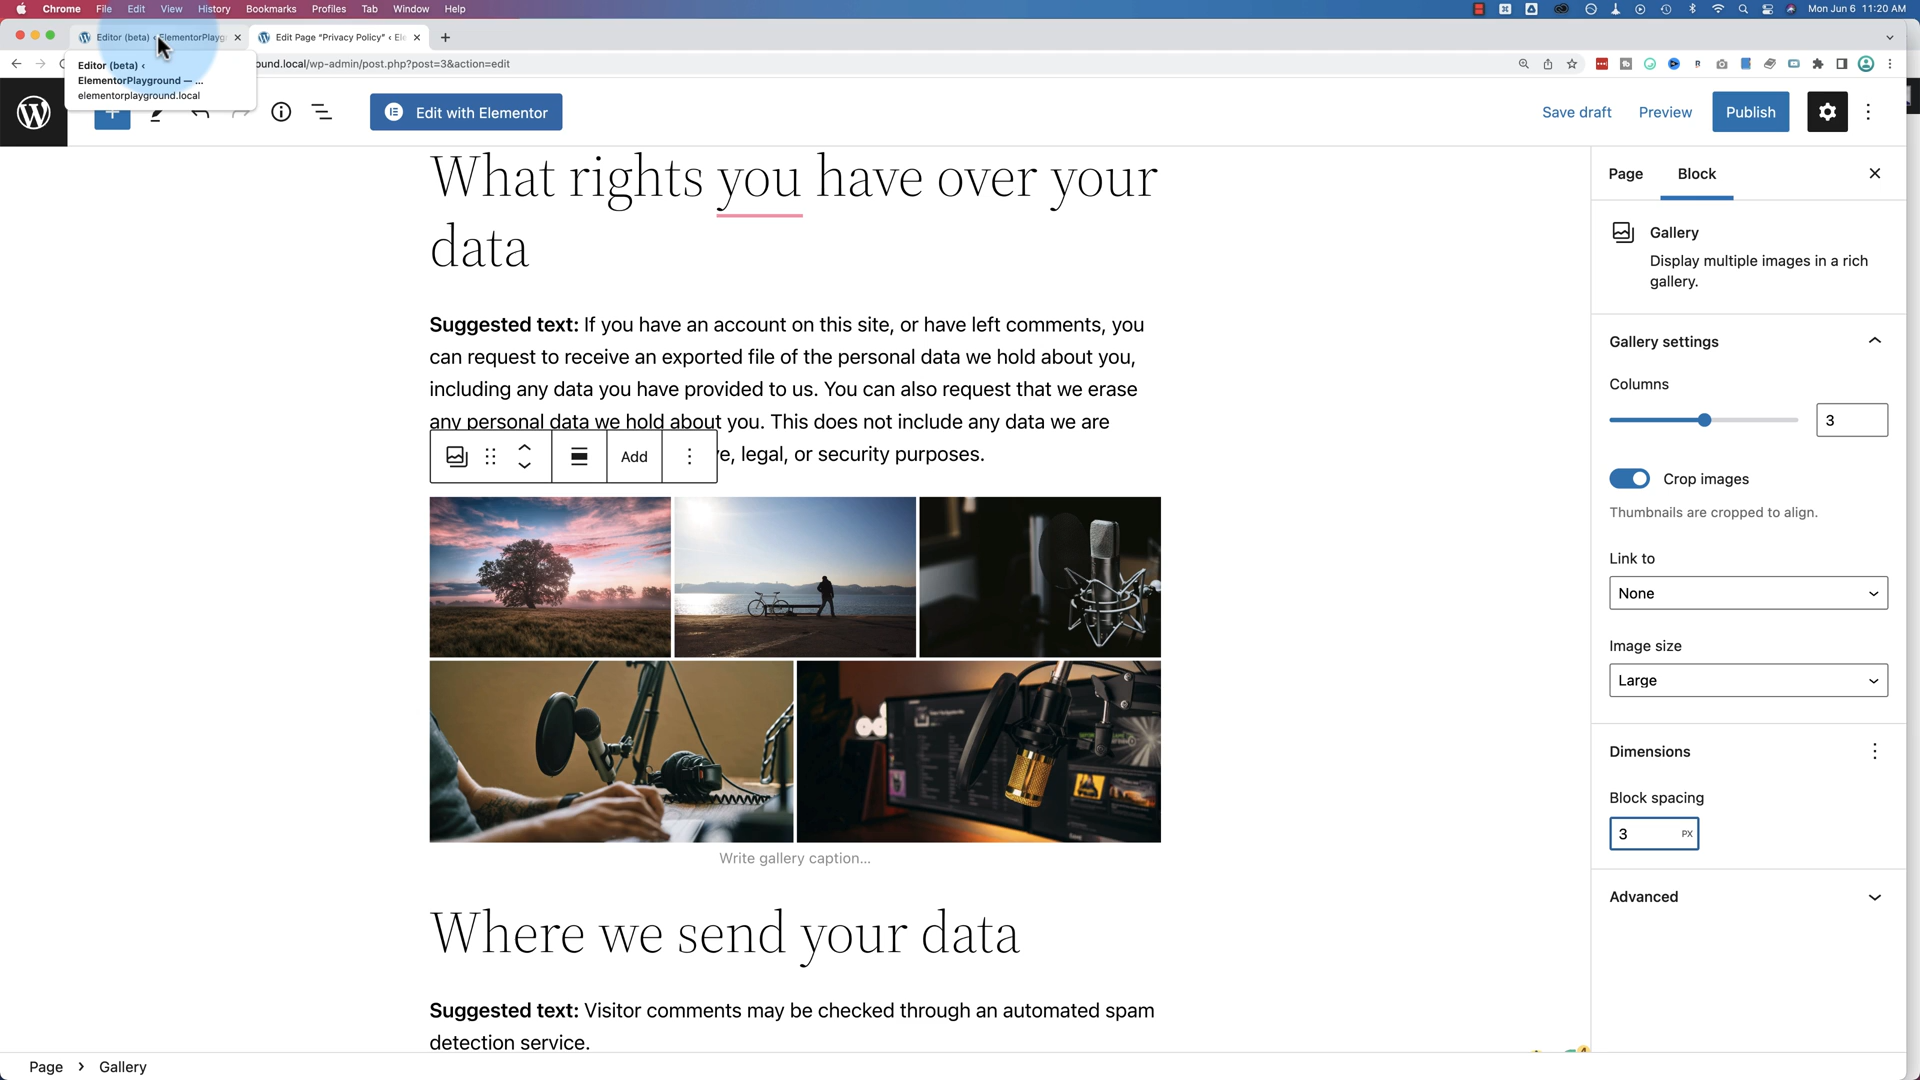 Chrome File Edit View History Bookmarks Profiles Tab Window Help
Mon Jun 6 11:20 AM
Editor (beta) ‹ ElementorPlayg
Edit Page “Privacy Policy” ‹ Ele
ound.local/wp-admin/post.php?post=3&action=edit
Editor (beta) ‹
ElementorPlayground — ...
elementorplayground.local
Edit with Elementor
Save draft
Preview
Publish
What rights you have over your
data
Suggested text: If you have an account on this site, or have left comments, you
can request to receive an exported file of the personal data we hold about you,
including any data you have provided to us. You can also request that we erase
any personal data we hold about you. This does not include any data we are
e, legal, or security purposes.
Add
Write gallery caption...
Where we send your data
Suggested text: Visitor comments may be checked through an automated spam
detection service.
Page
Block
Gallery
Display multiple images in a rich
gallery.
Gallery settings
Columns
3
Crop images
Thumbnails are cropped to align.
Link to
None
Image size
Large
Dimensions
Block spacing
3 PX
Advanced
Page › Gallery